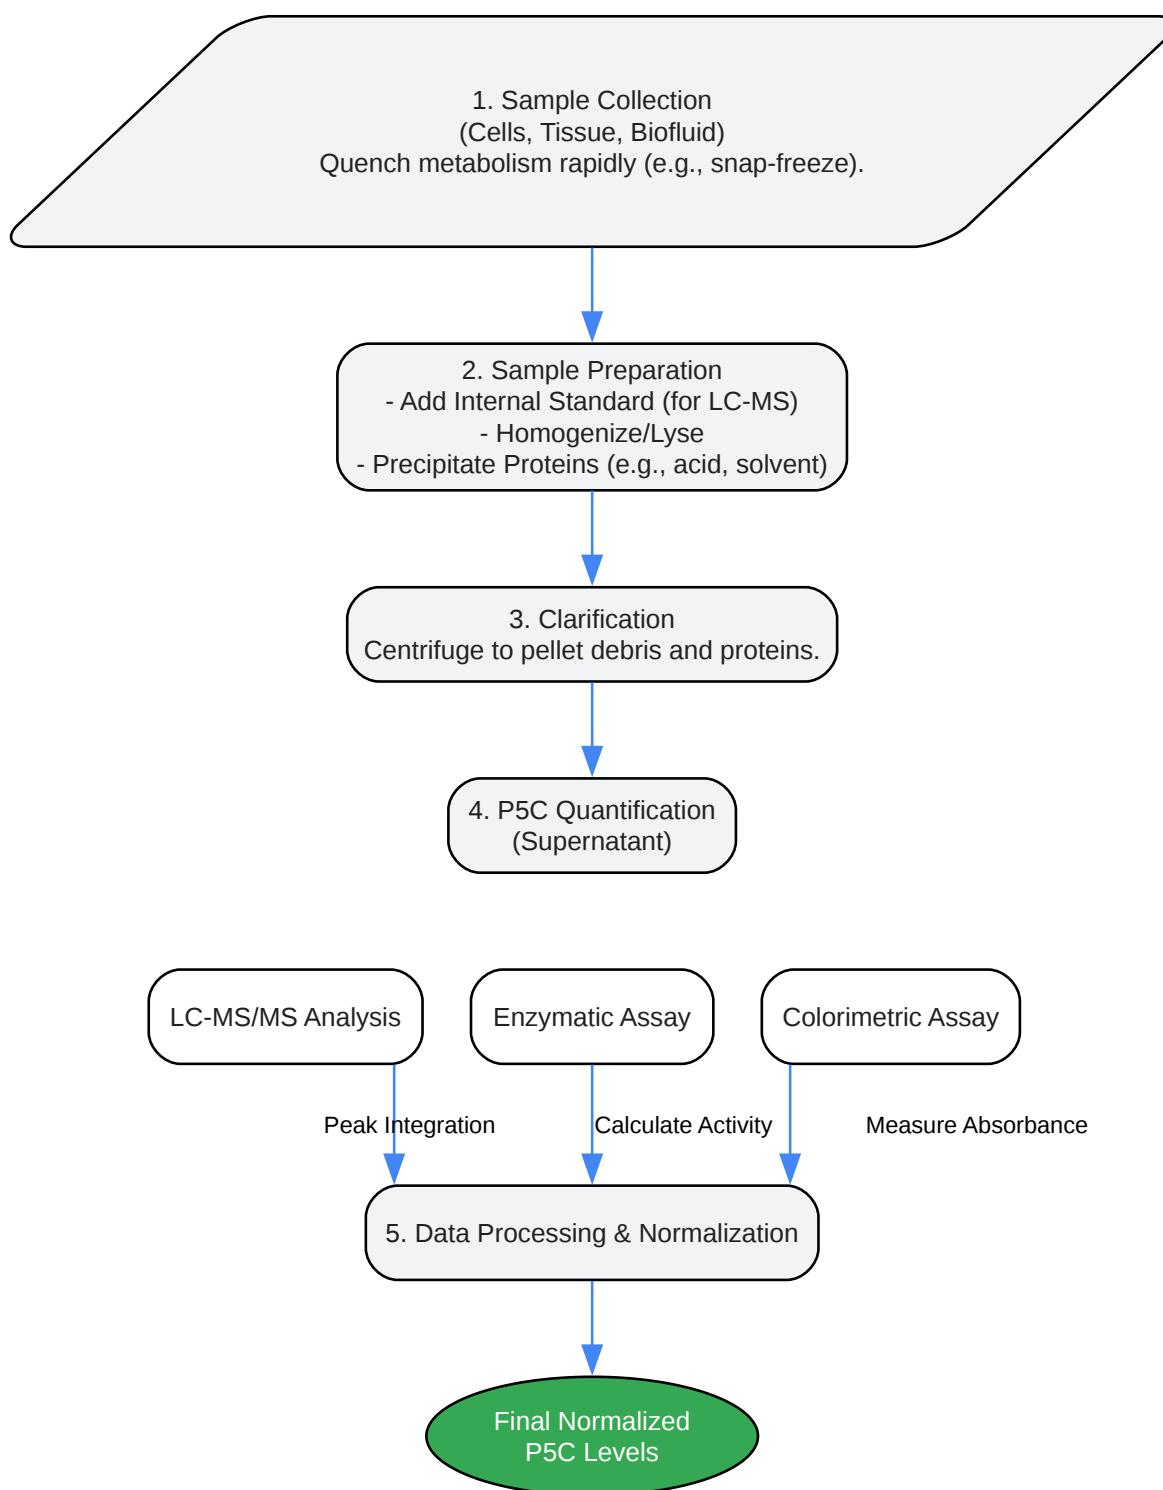 1. Sample Collection
(Cells, Tissue, Biofluid)
Quench metabolism rapidly (e.g., snap-freeze).
2. Sample Preparation
- Add Internal Standard (for LC-MS)
- Homogenize/Lyse
- Precipitate Proteins (e.g., acid, solvent)
3. Clarification
Centrifuge to pellet debris and proteins.
4. P5C Quantification
(Supernatant)
LC-MS/MS Analysis
Enzymatic Assay
Colorimetric Assay
Peak Integration
Calculate Activity
Measure Absorbance
5. Data Processing & Normalization
Final Normalized
P5C Levels